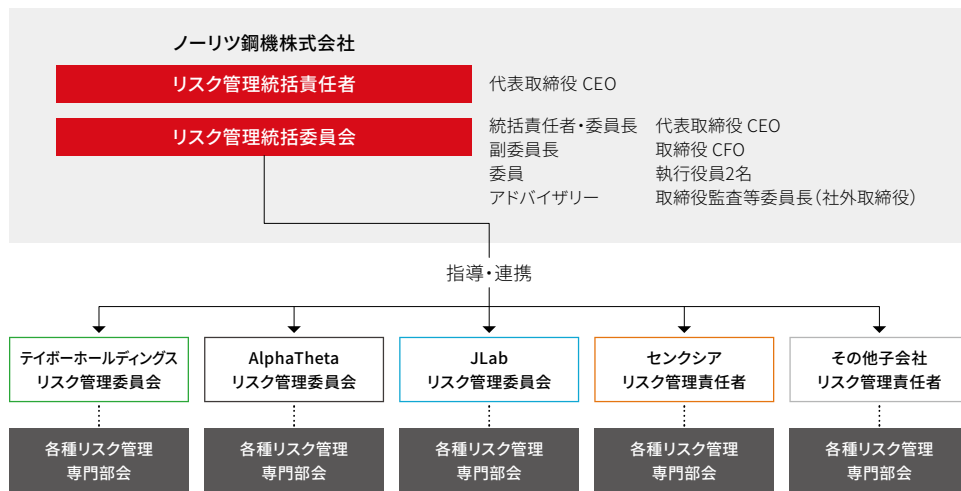 ノーリツ鋼機株式会社
リスク管理統括責任者
代表取締役 CEO
リスク管理統括委員会
統括責任者・委員長 代表取締役 CEO
副委員長 取締役 CFO
委員 執行役員2名
アドバイザリー 取締役監査等委員長（社外取締役）
指導・連携
テイボーホールディングス
リスク管理委員会
AlphaTheta
リスク管理委員会
JLab
リスク管理委員会
センクシア
リスク管理責任者
その他子会社
リスク管理責任者
各種リスク管理
専門部会
各種リスク管理
専門部会
各種リスク管理
専門部会
各種リスク管理
専門部会
各種リスク管理
専門部会